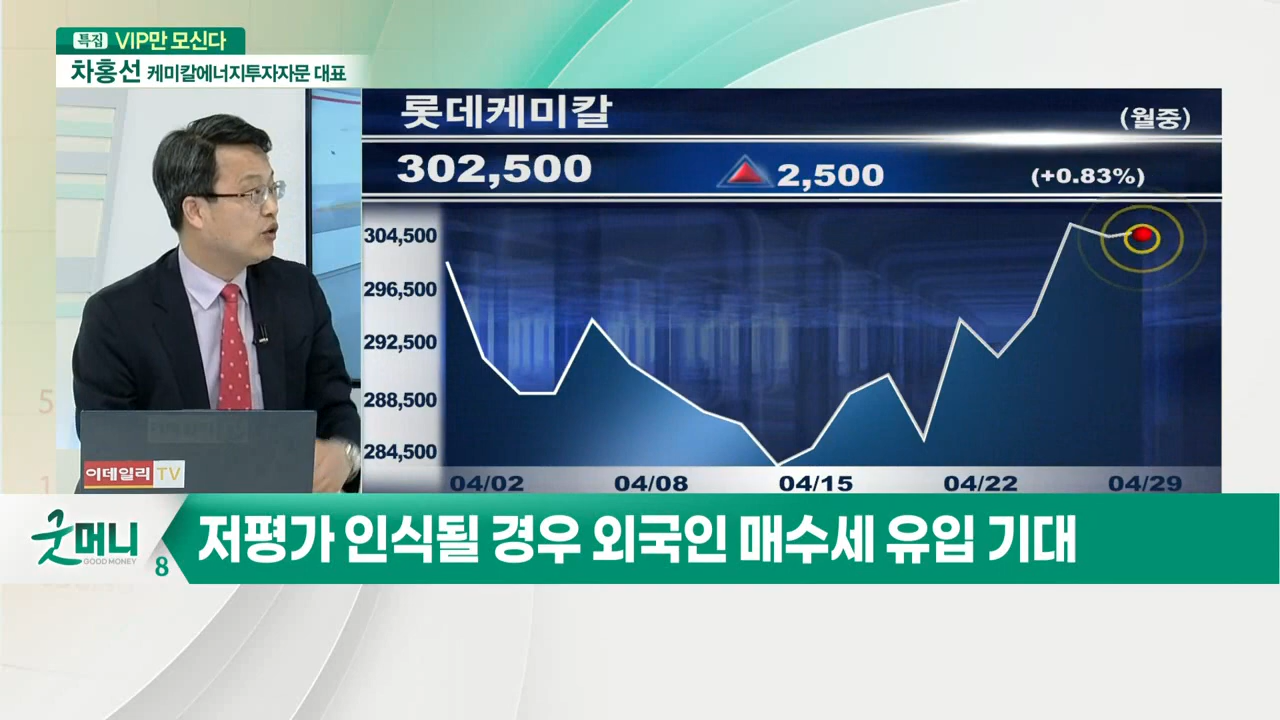 특집 VIP만 모신다
차홍선 케미칼에너지투자자문 대표
롯데케미칼 (월중)
302,500 2,500 (+0.83%)
304,500
296,500
292,500
288,500
284,500
04/02 04/08 04/15 04/22 04/29
이데일리 TV
굿머니
GOOD MONEY
8
저평가 인식될 경우 외국인 매수세 유입 기대
5
1